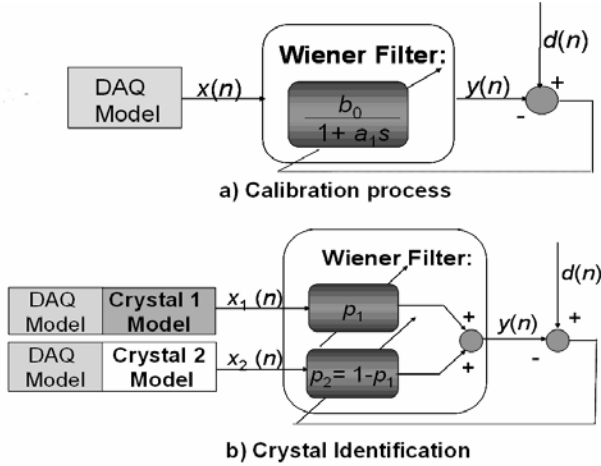 Wiener Filter:
d(n)
DAQ Model
x(n)
b0
1+ a1s
y(n)
+
-
a) Calibration process
Wiener Filter:
d(n)
DAQ Model
Crystal 1 Model
x1 (n)
p1
+
y(n)
+
-
DAQ Model
Crystal 2 Model
x2 (n)
p2= 1-p1
+
b) Crystal Identification